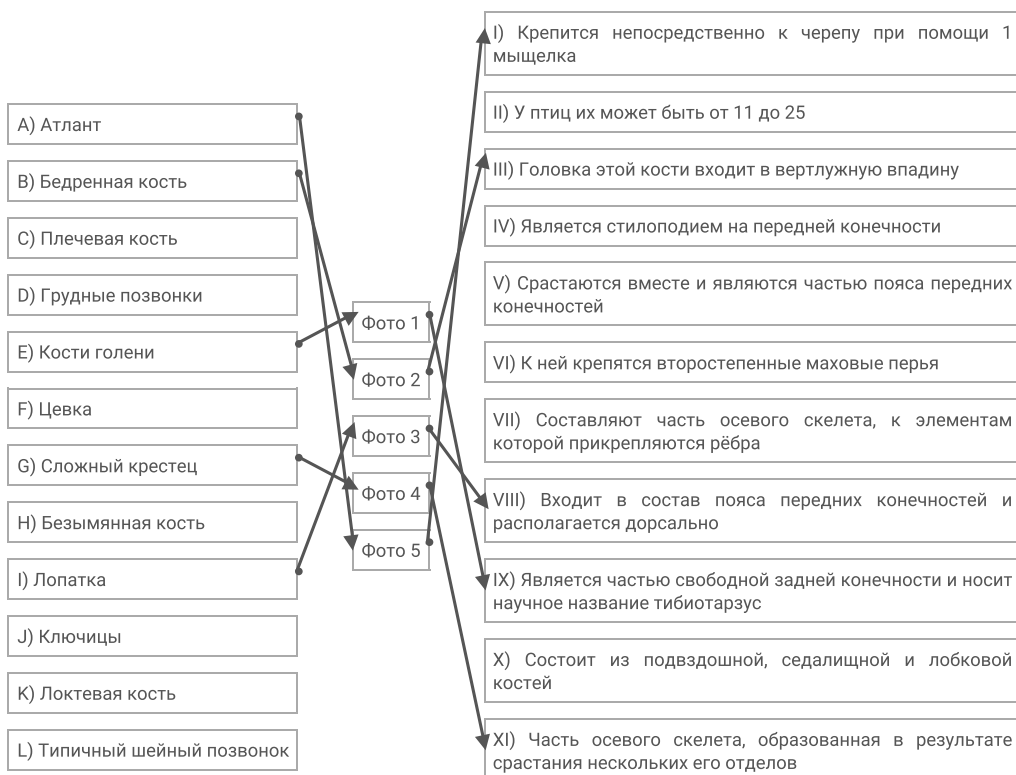 A) Атлант
B) Бедренная кость
C) Плечевая кость
D) Грудные позвонки
E) Кости голени
F) Цевка
G) Сложный крестец
H) Безымянная кость
I) Лопатка
J) Ключицы
K) Локтевая кость
L) Типичный шейный позвонок
Фото 1
Фото 2
Фото 3
Фото 4
Фото 5
I) Крепится непосредственно к черепу при помощи 1
мыщелка
II) У птиц их может быть от 11 до 25
III) Головка этой кости входит в вертлужную впадину
IV) Является стилоподием на передней конечности
V) Срастаются вместе и являются частью пояса передних
конечностей
VI) К ней крепятся второстепенные маховые перья
VII) Составляют часть осевого скелета, к элементам
которой прикрепляются рёбра
VIII) Входит в состав пояса передних конечностей и
располагается дорсально
IX) Является частью свободной задней конечности и носит
научное название тибиотарзус
X) Состоит из подвздошной, седалищной и лобковой
костей
XI) Часть осевого скелета, образованная в результате
срастания нескольких его отделов